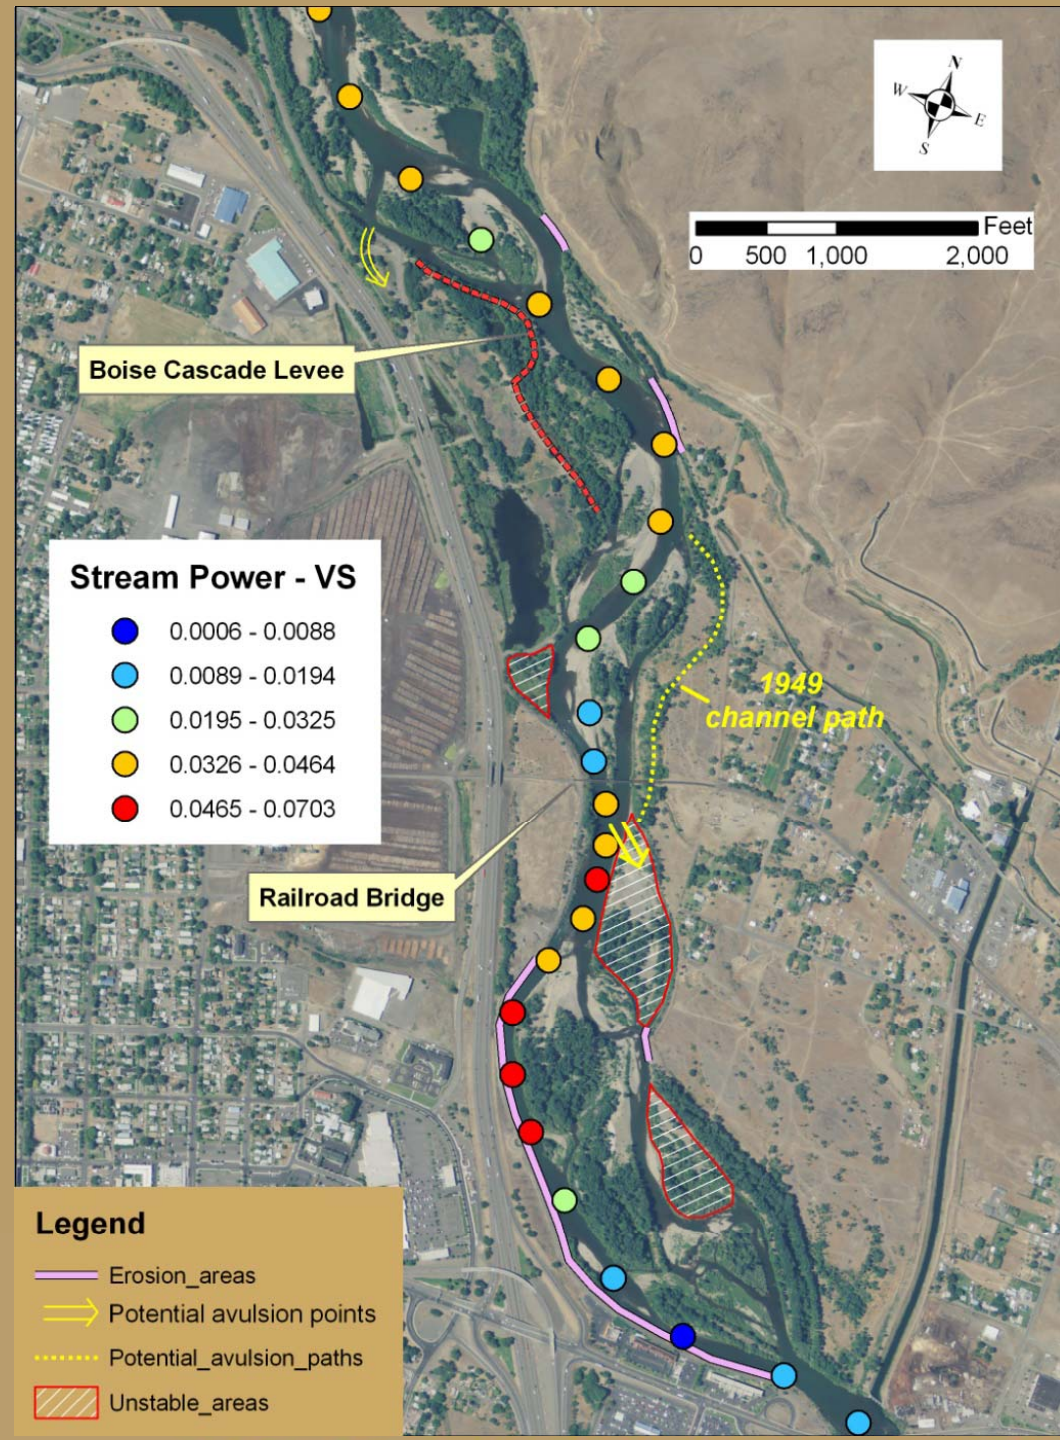 N
W
E
S
Feet
0 500 1,000 2,000
Boise Cascade Levee
Stream Power - VS
0.0006 - 0.0088
0.0089 - 0.0194
0.0195 - 0.0325
0.0326 - 0.0464
0.0465 - 0.0703
1949
channel path
Railroad Bridge
Legend
Erosion_areas
Potential avulsion points
Potential_avulsion_paths
Unstable_areas